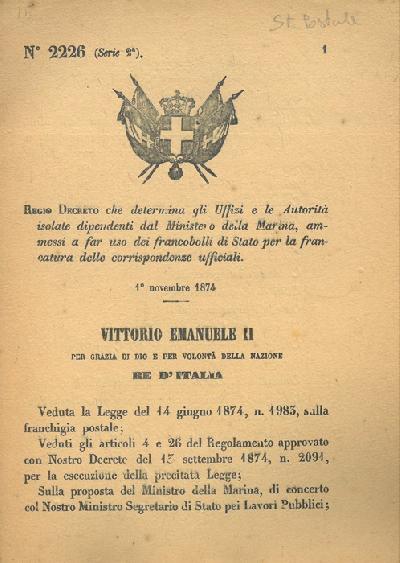 St. Postale
N° 2226 (Serie 2ª).
1
REGIO DECRETO che determina gli Uffizi e le Autorità
isolate dipendenti dal Ministero della Marina, am-
messi a far uso dei francobolli di Stato per la fran-
catura delle corrispondenze ufficiali.
1° novembre 1874
VITTORIO EMANUELE II
PER GRAZIA DI DIO E PER VOLONTÀ DELLA NAZIONE
RE D'ITALIA
Veduta la Legge del 14 giugno 1874, n. 1983, sulla
franchigia postale;
Veduti gli articoli 4 e 26 del Regolamento approvato
con Nostro Decreto del 15 settembre 1874, n. 2091,
per la esecuzione della precitata Legge;
Sulla proposta del Ministro della Marina, di concerto
col Nostro Ministro Segretario di Stato pei Lavori Pubblici;